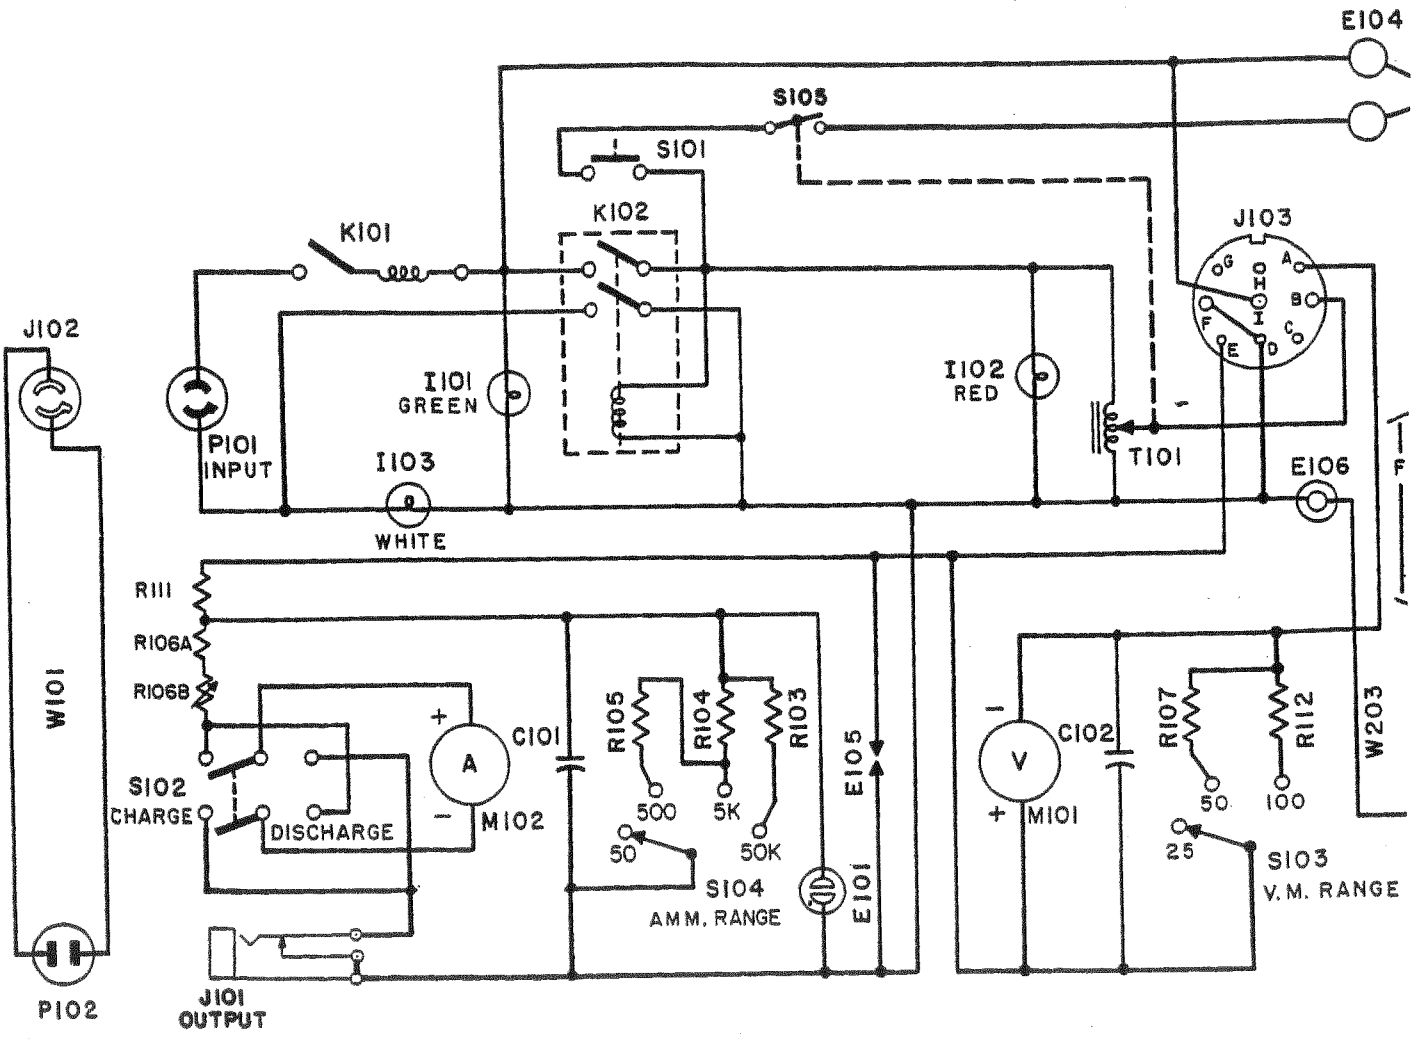 E104
S105
S101
K102
K101
J103
G
H
A
B
I
F
C
E
D
J102
I101
GREEN
I102
RED
P101
INPUT
I103
WHITE
T101
E106
F
R111
R106A
R106B
W101
S102
CHARGE
DISCHARGE
+
A
-
M102
C101
R105
R104
R103
500
5K
50K
50
S104
AMM. RANGE
E105
E101
-
V
+
M101
C102
R107
R112
50
100
25
S103
V.M. RANGE
W203
J101
OUTPUT
P102